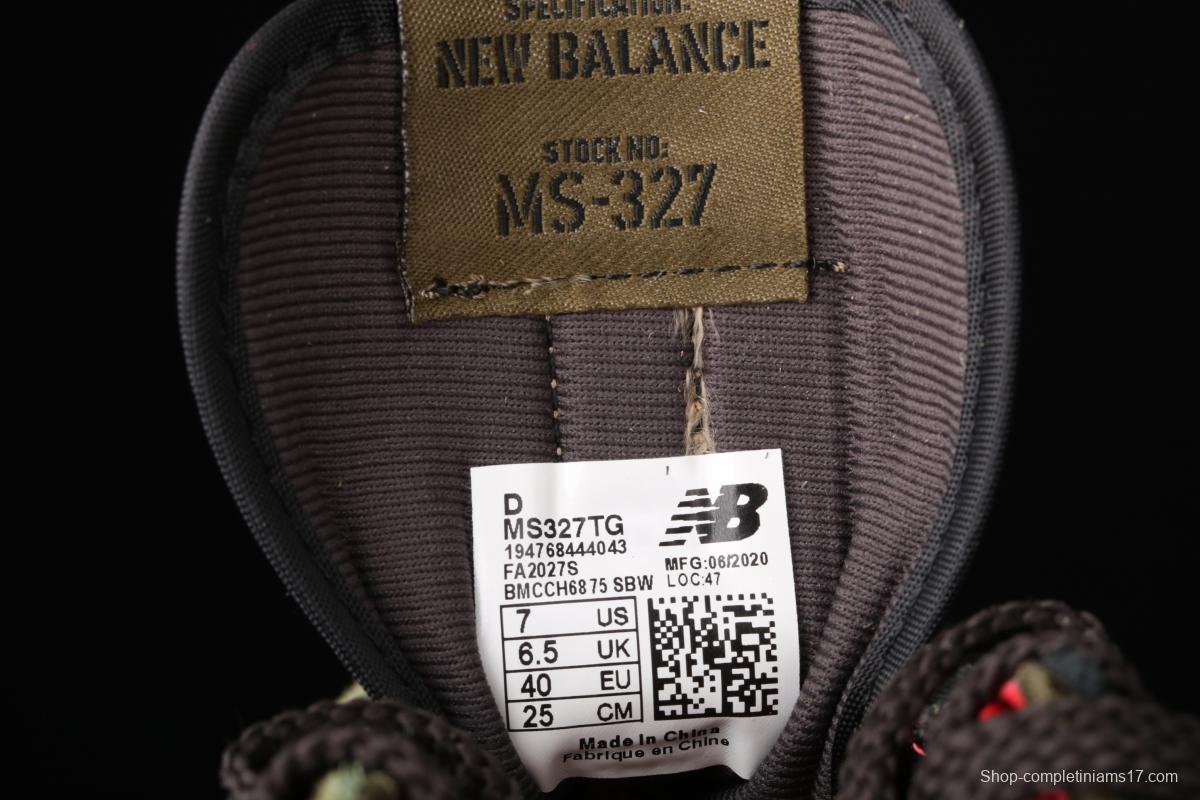 SPECIFICATION:
NEW BALANCE
STOCK NO:
MS-327
D
MS327TG
194768444043
FA2027S
BMCCH6875 SBW
NB
MFG:06/2020
LOC:47
7 US
6.5 UK
40 EU
25 CM
Made in China
Fabriqué en Chine
Shop-completiniams17.com